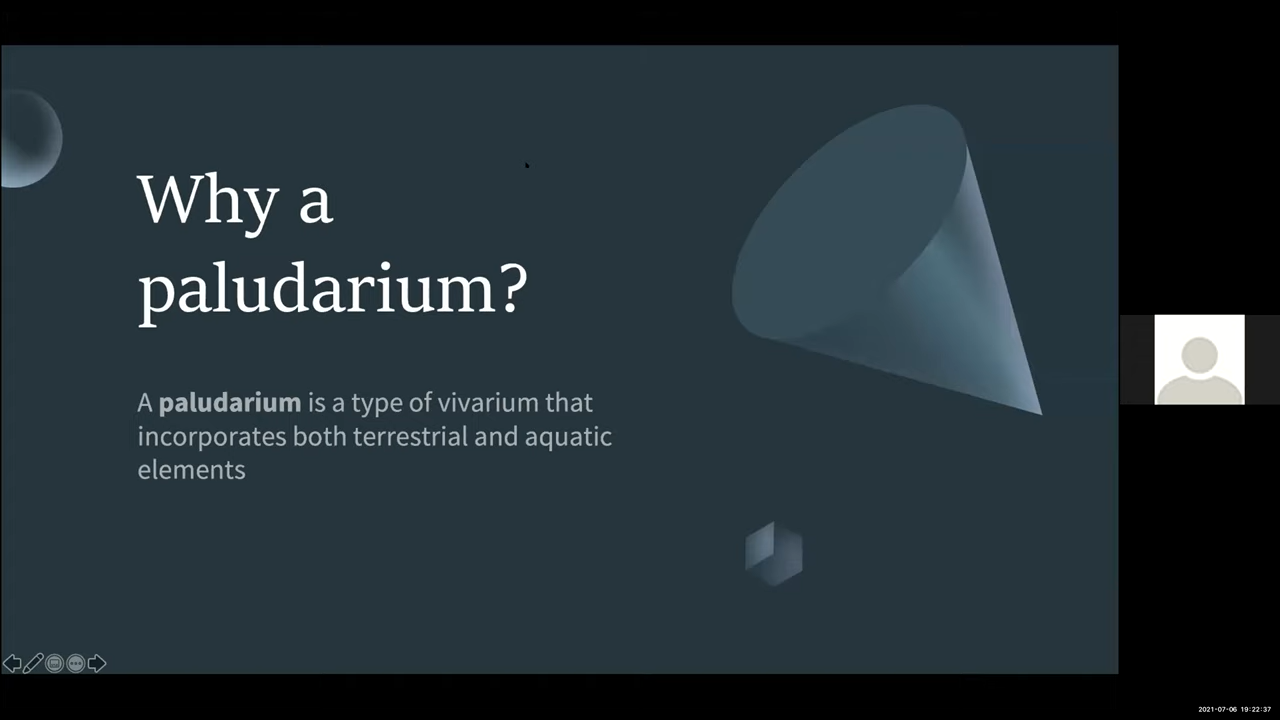 Why a
paludarium?
A paludarium is a type of vivarium that
incorporates both terrestrial and aquatic
elements
2021-07-06 19:22:37